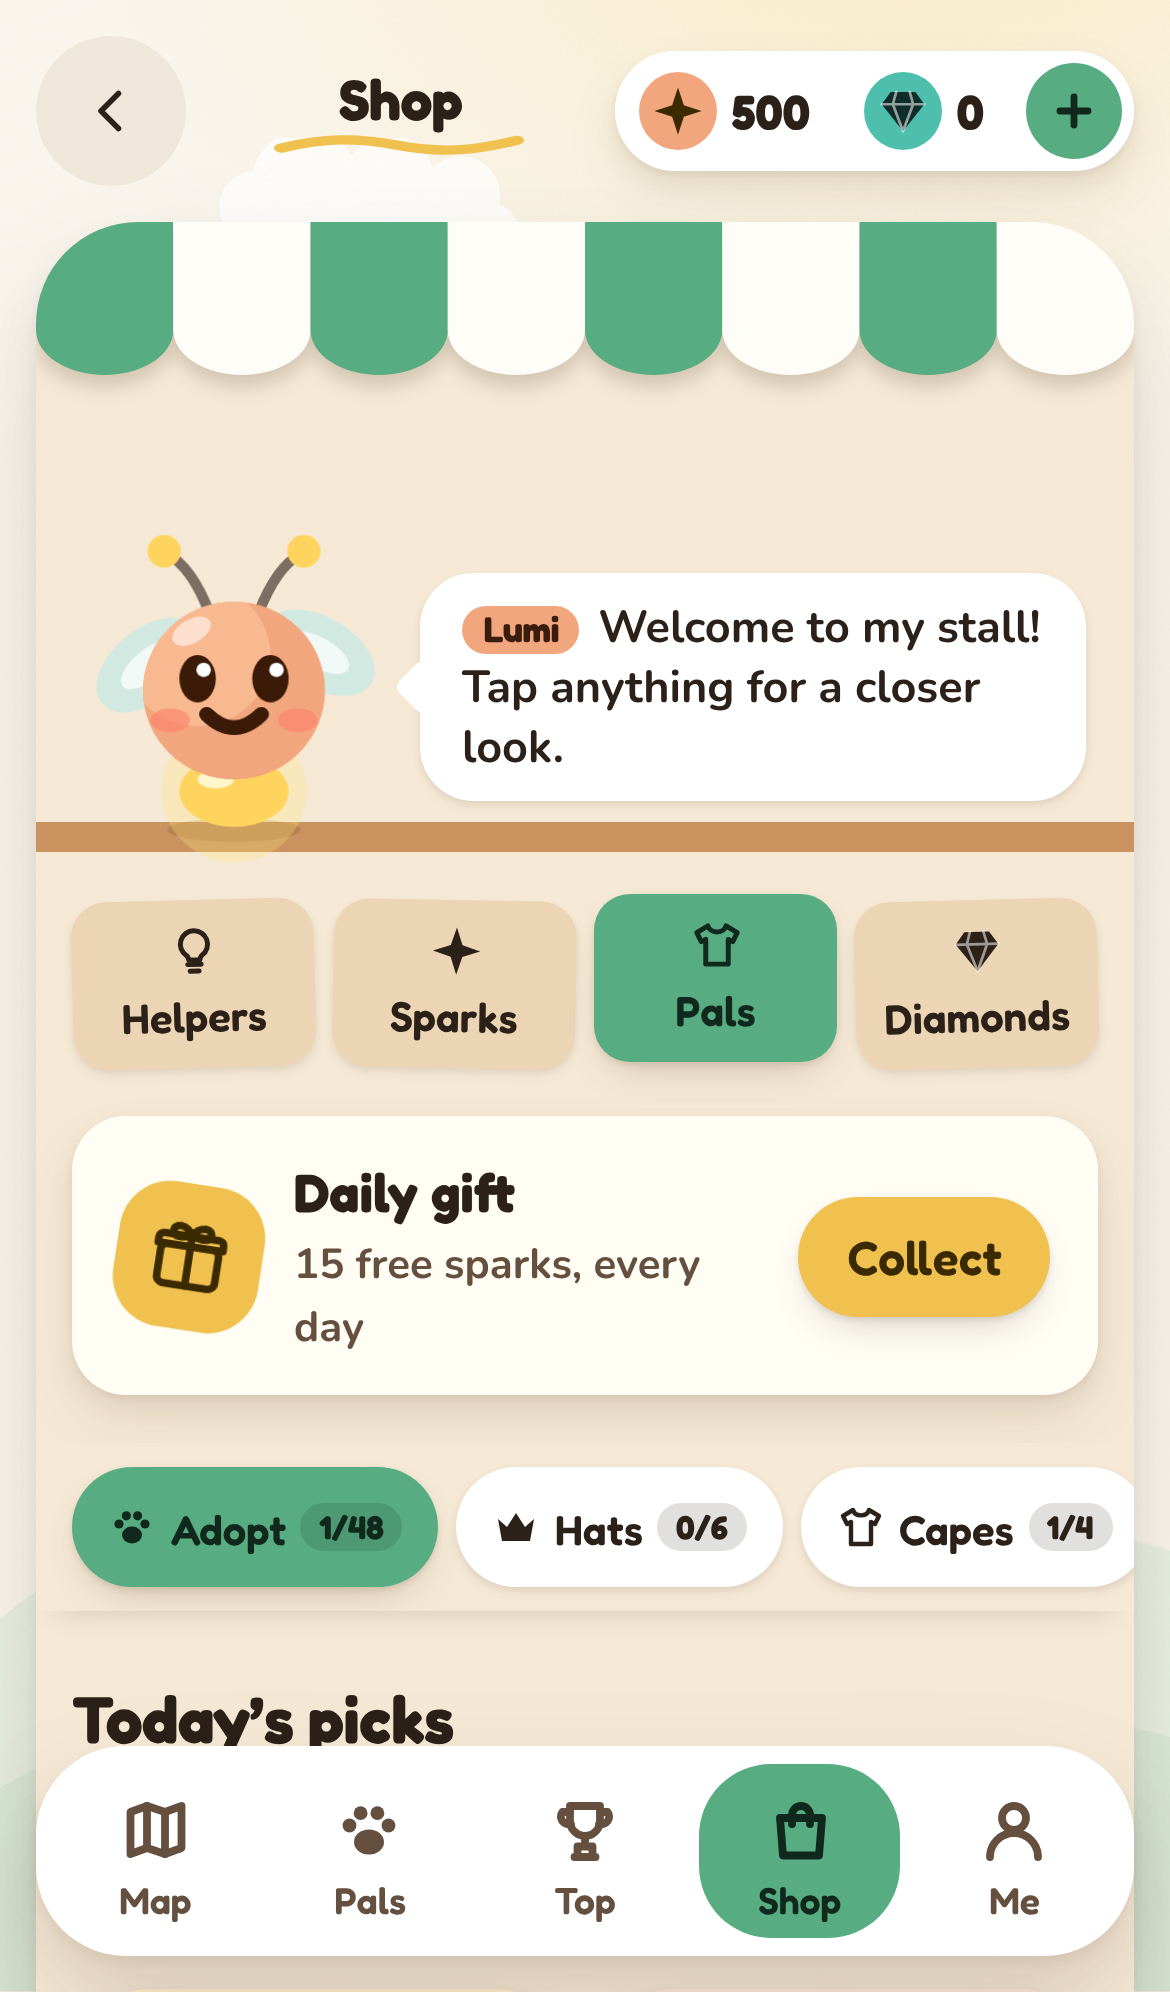 Shop
500
0
Lumi Welcome to my stall!
Tap anything for a closer
look.
Helpers
Sparks
Pals
Diamonds
Daily gift
15 free sparks, every
day
Collect
Adopt 1/48
Hats 0/6
Capes 1/4
Today’s picks
Map
Pals
Top
Shop
Me